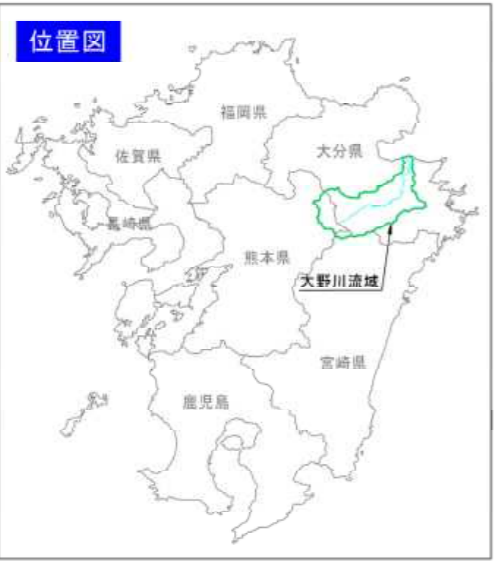 位置図
福岡県
佐賀県
大分県
長崎県
熊本県
大野川流域
宮崎県
鹿児島